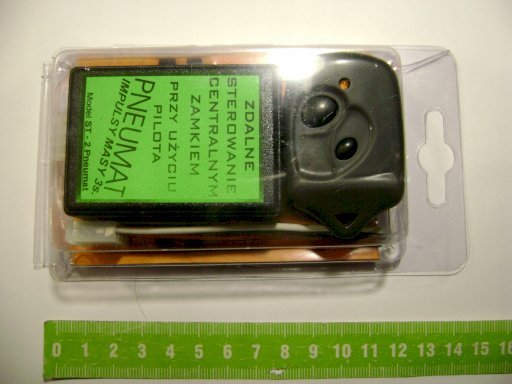 ZDALNE
STEROWANIE
CENTRALNYM
ZAMKIEM
PRZY UŻYCIU
PILOTA
PNEUMAT
IMPULSY MASY 3s.
Model ST - 2 Pneumat
0 1 2 3 4 5 6 7 8 9 10 11 12 13 14 15 16